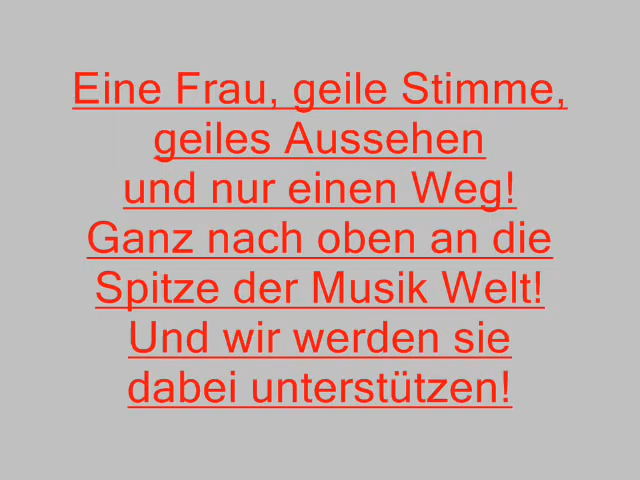 Eine Frau, geile Stimme,
geiles Aussehen
und nur einen Weg!
Ganz nach oben an die
Spitze der Musik Welt!
Und wir werden sie
dabei unterstützen!